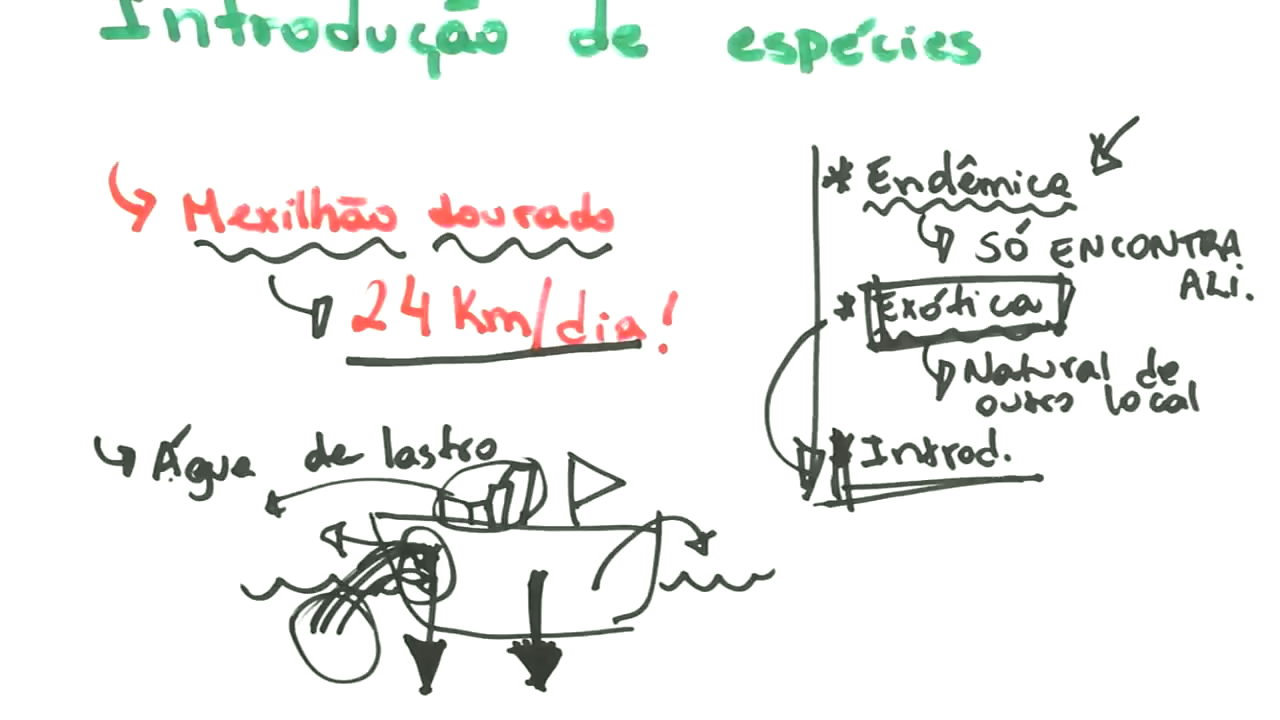 Introdução de espécies
Mexilhão dourado
24 Km/dia!
Água de lastro
* Endêmica
SÓ ENCONTRA
ALi.
* Exótica
Natural de
outro local
* Introd.